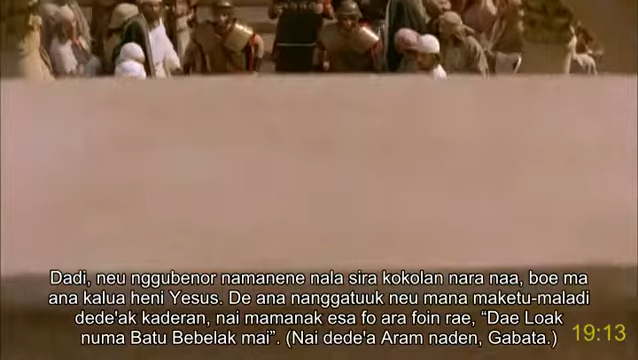 Dadi, neu nggubenor namanene nala sira kokolan nara naa, boe ma
ana kalua heni Yesus. De ana nanggatuuk neu mana maketu-maladi
dede'ak kaderan, nai mamanak esa fo ara foin rae, “Dae Loak
numa Batu Bebelak mai”. (Nai dede'a Aram naden, Gabata.)
19:13